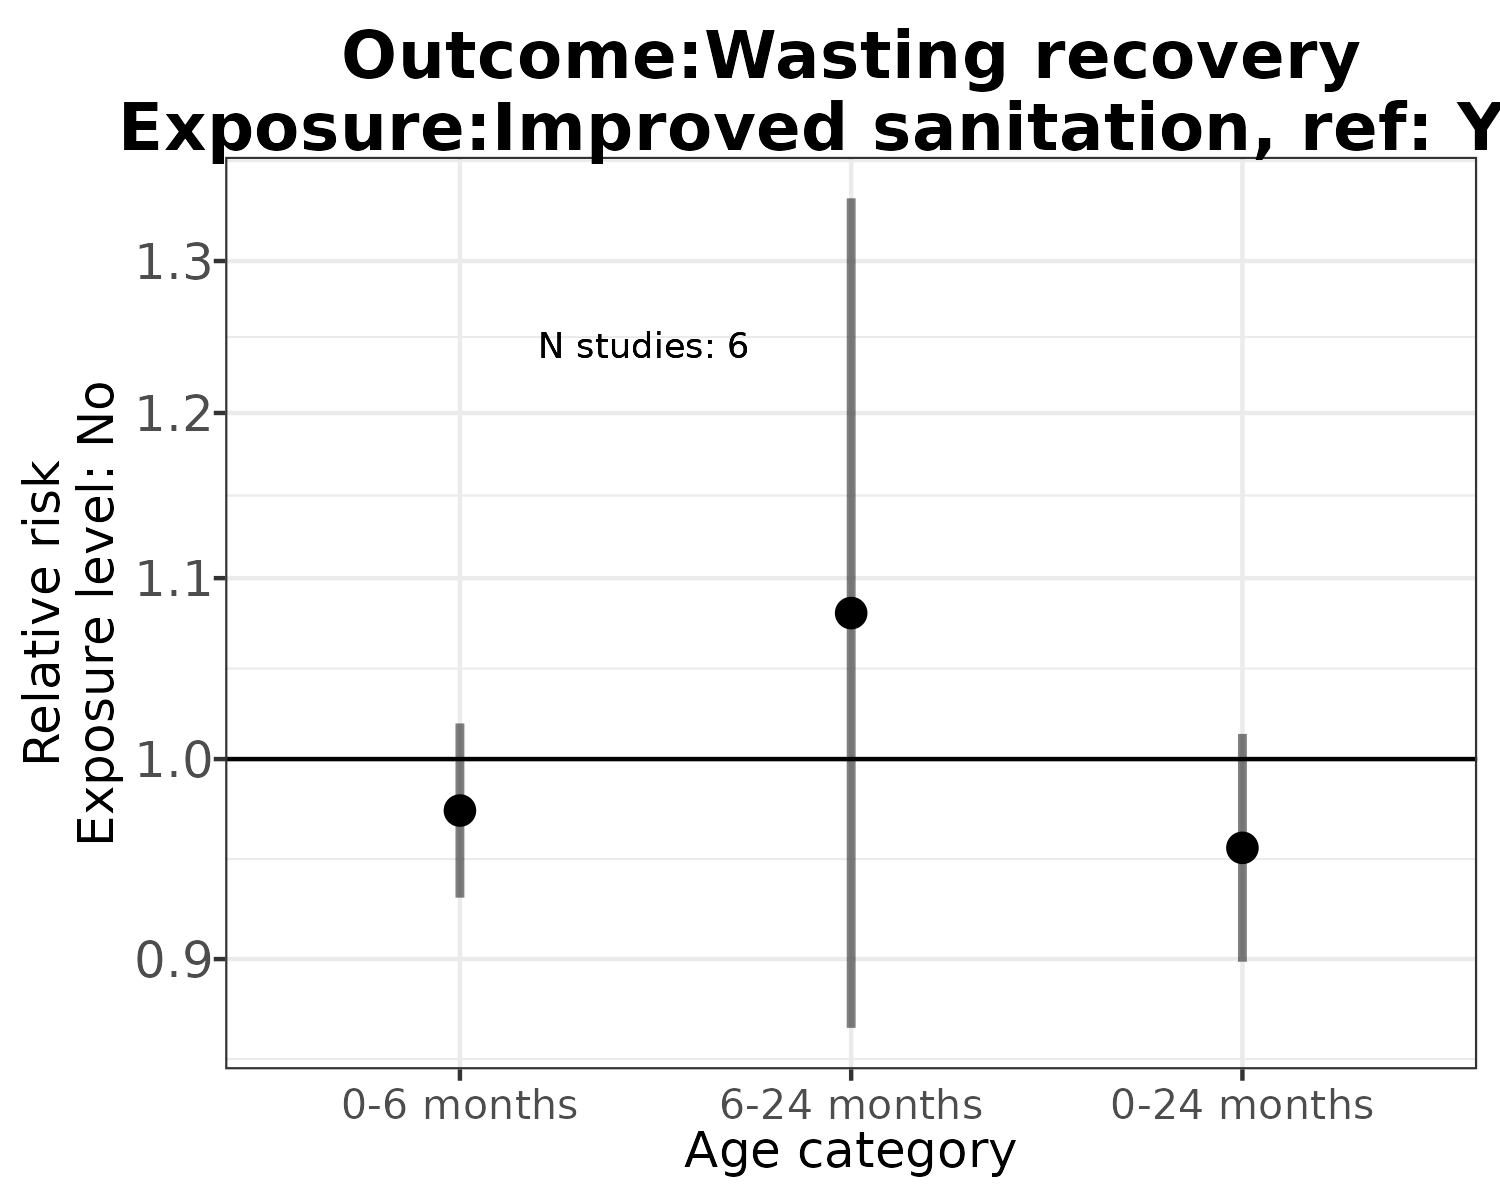 Outcome:Wasting recovery
Exposure:Improved sanitation, ref: Y
1.3
N studies: 6
1.2
1.1
1.0
0.9
Relative risk
Exposure level: No
0-6 months
6-24 months
0-24 months
Age category